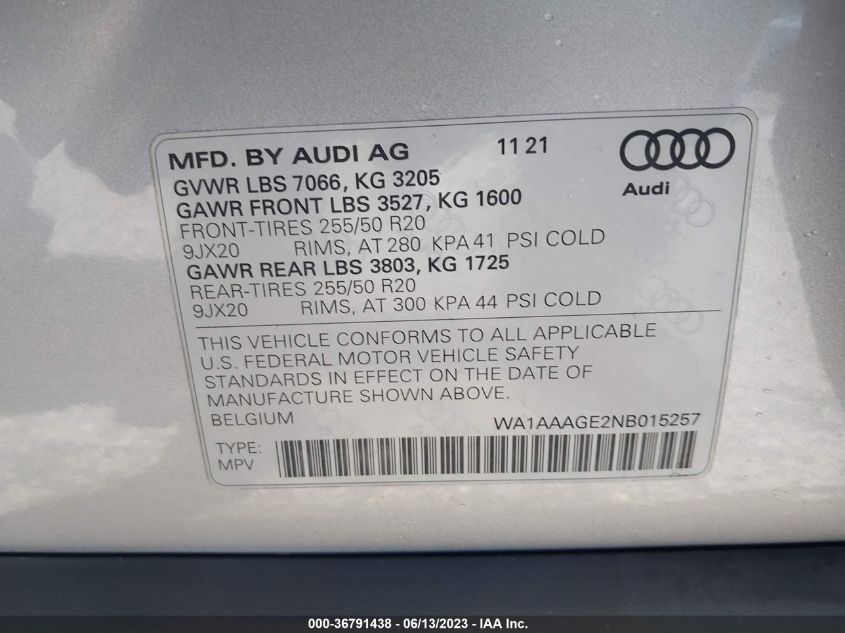 MFD. BY AUDI AG 11 21
GVWR LBS 7066, KG 3205
GAWR FRONT LBS 3527, KG 1600
FRONT-TIRES 255/50 R20
9JX20 RIMS, AT 280 KPA 41 PSI COLD
GAWR REAR LBS 3803, KG 1725
REAR-TIRES 255/50 R20
9JX20 RIMS, AT 300 KPA 44 PSI COLD
Audi
THIS VEHICLE CONFORMS TO ALL APPLICABLE
U.S. FEDERAL MOTOR VEHICLE SAFETY
STANDARDS IN EFFECT ON THE DATE OF
MANUFACTURE SHOWN ABOVE.
BELGIUM WA1AAAGE2NB015257
TYPE:
MPV
000-36791438 - 06/13/2023 - IAA Inc.